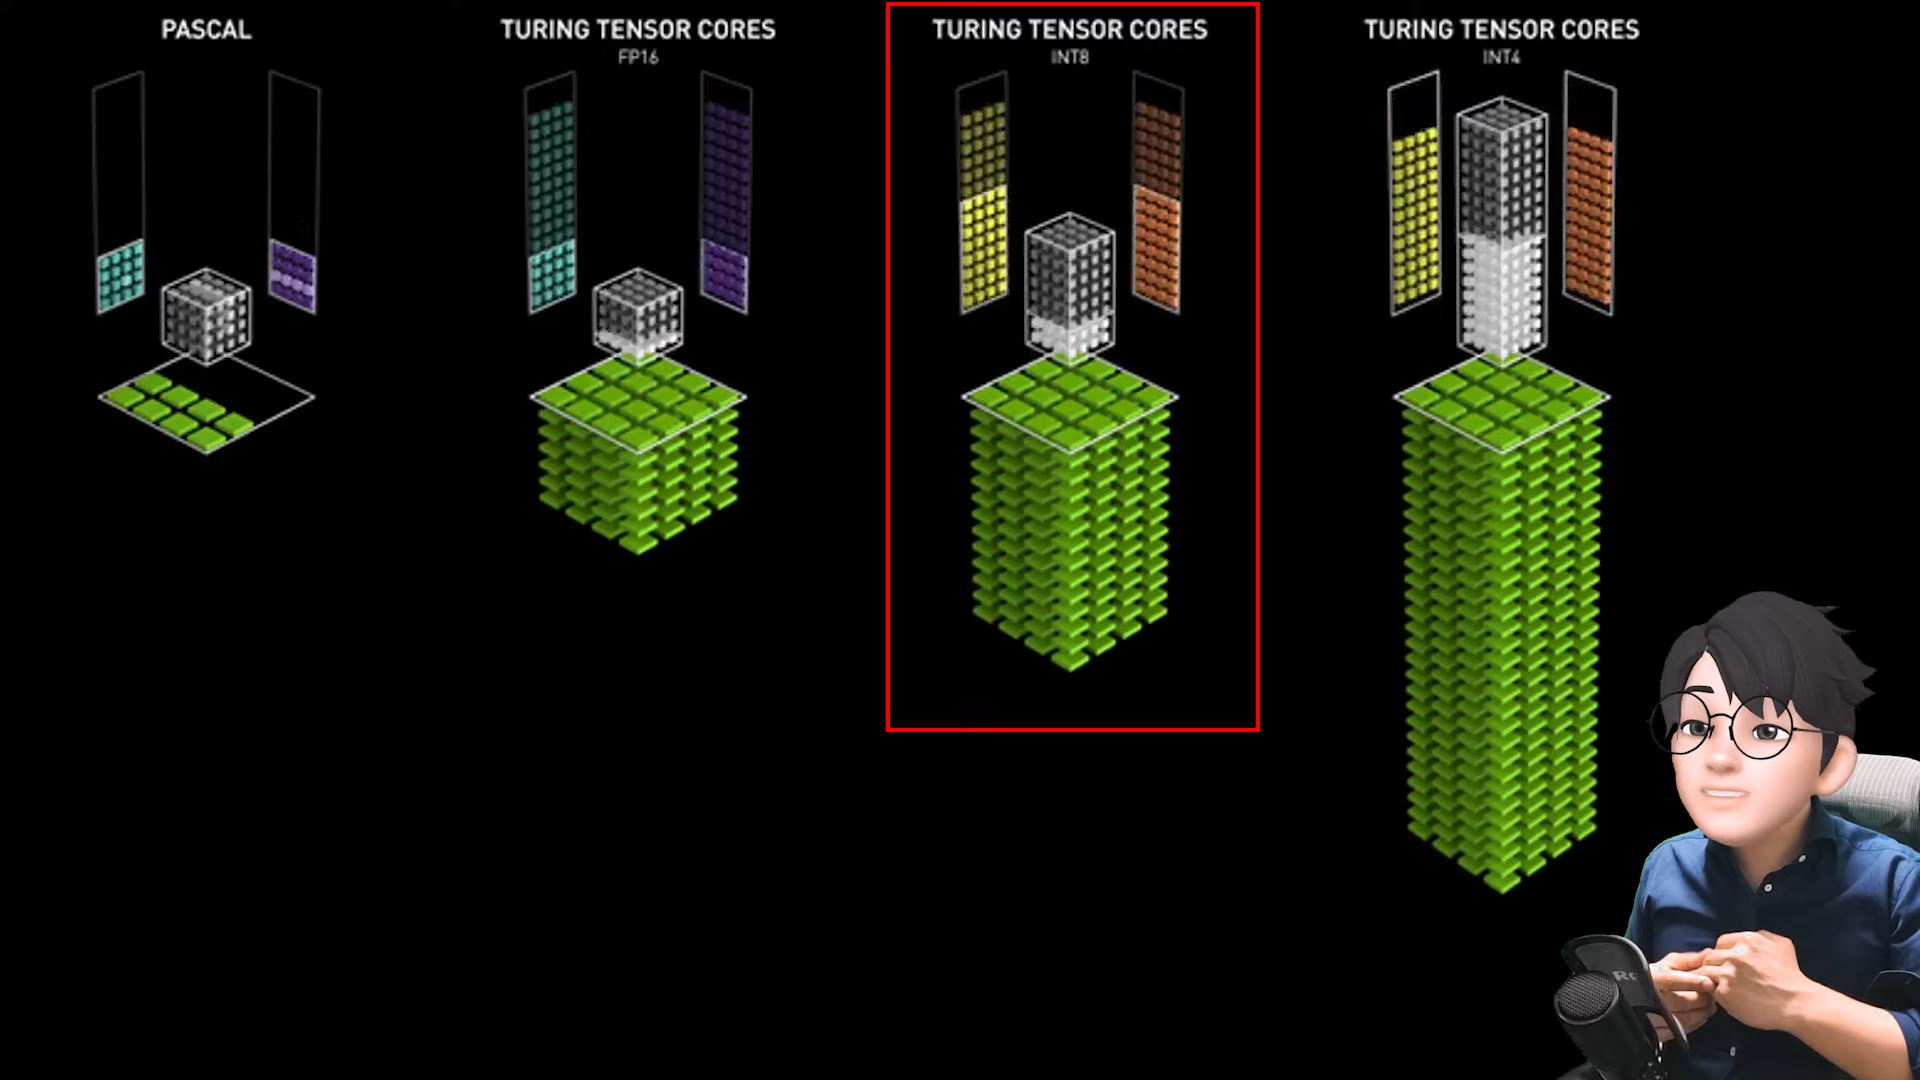 PASCAL
TURING TENSOR CORES
FP16
TURING TENSOR CORES
INT8
TURING TENSOR CORES
INT4